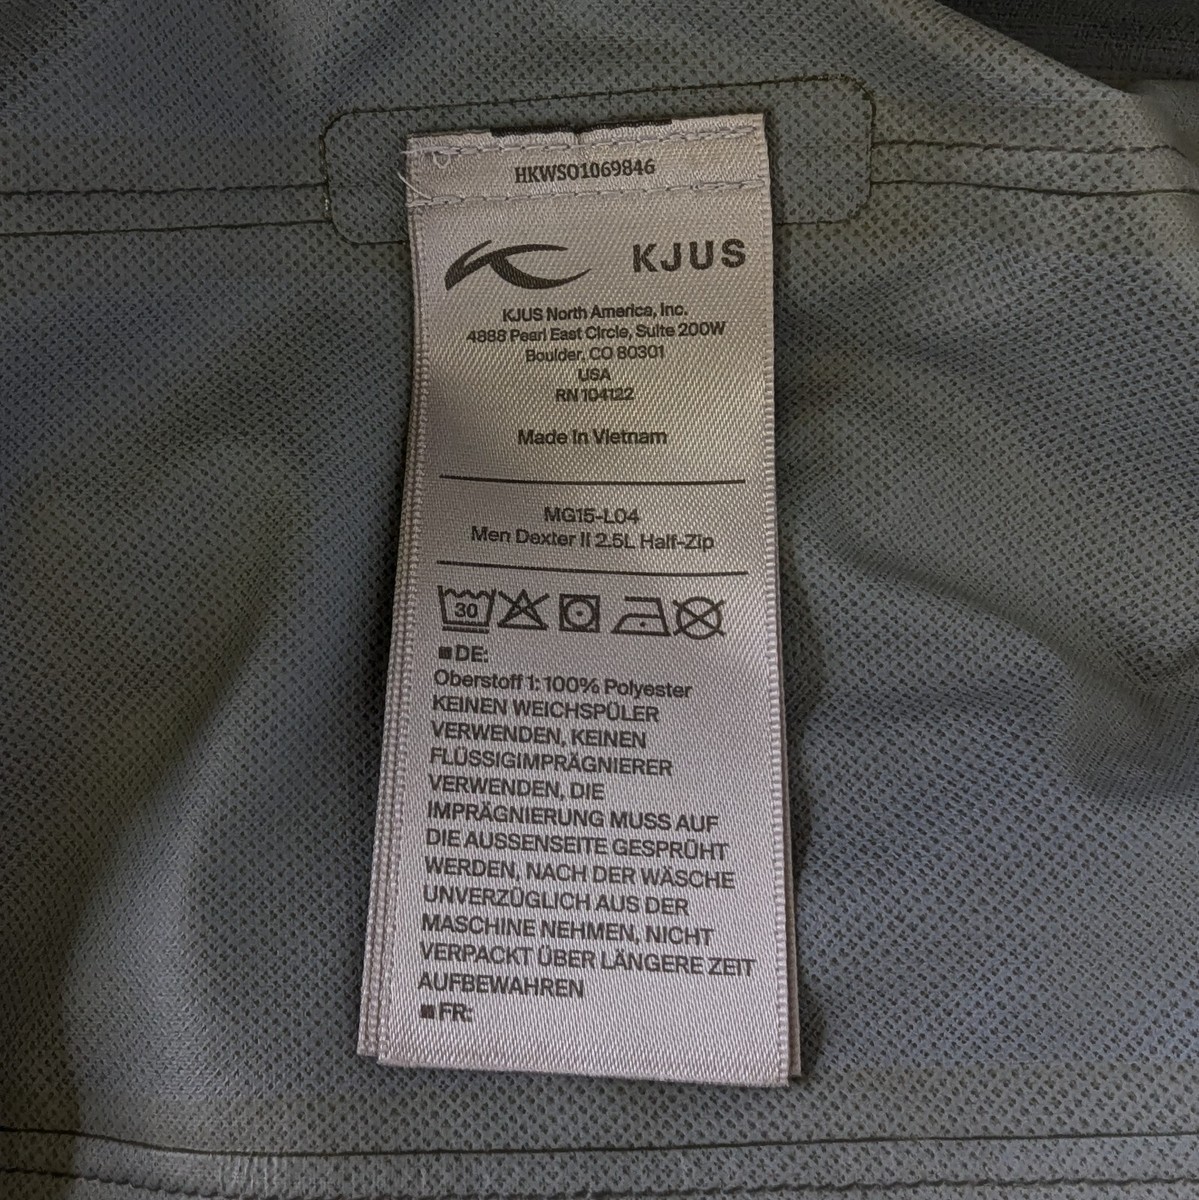 HKWSO1069846
KJUS
KJUS North America, Inc.
4888 Pearl East Circle, Suite 200W
Boulder, CO 80301
USA
RN 104122
Made in Vietnam
MG15-L04
Men Dexter II 2.5L Half-Zip
30
DE:
Oberstoff 1: 100% Polyester
KEINEN WEICHSPÜLER
VERWENDEN, KEINEN
FLÜSSIGIMPRÄGNIERER
VERWENDEN, DIE
IMPRÄGNIERUNG MUSS AUF
DIE AUSSENSEITE GESPRÜHT
WERDEN, NACH DER WÄSCHE
UNVERZÜGLICH AUS DER
MASCHINE NEHMEN, NICHT
VERPACKT ÜBER LÄNGERE ZEIT
AUFBEWAHREN
FR: